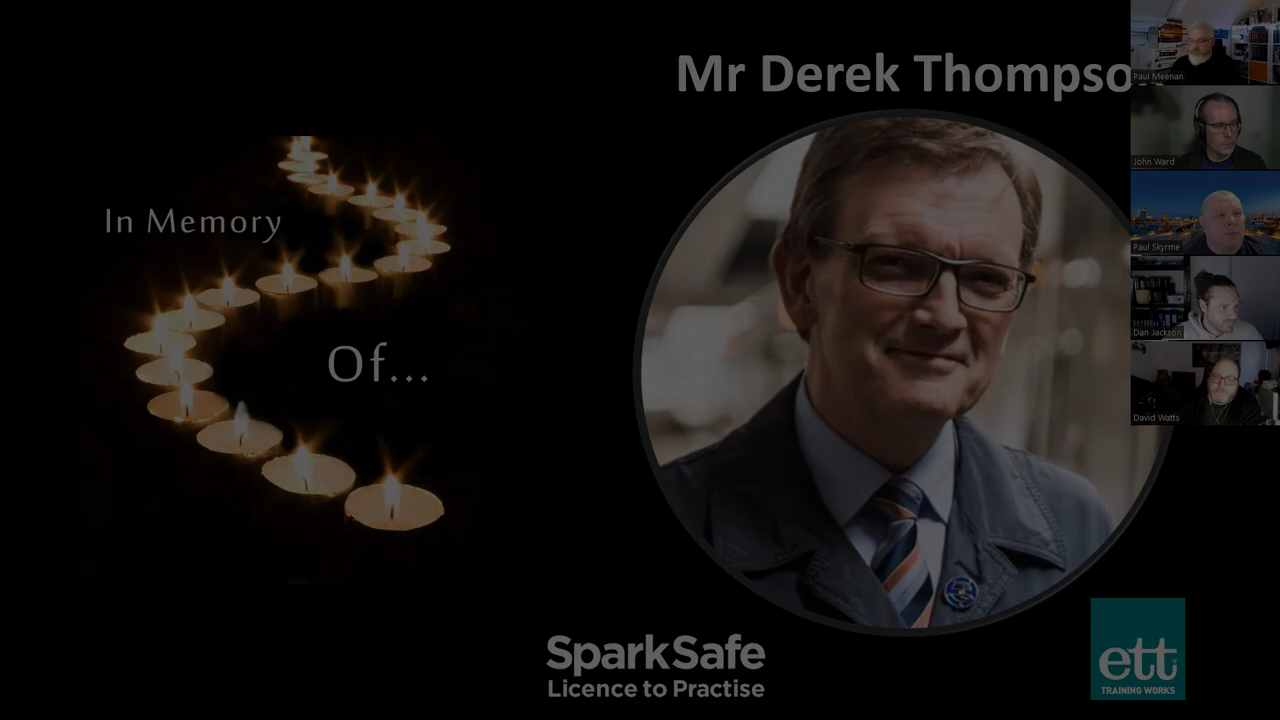 Mr Derek Thompson
In Memory
Of...
Paul Meenan
John Ward
Paul Skyrme
Dan Jackson
David Watts
SparkSafe
Licence to Practise
ett
TRAINING WORKS